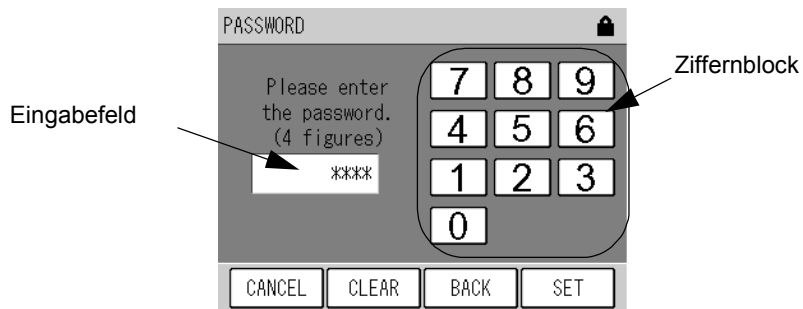 PASSWORD
Ziffernblock
Eingabefeld
Please enter
the password.
(4 figures)
****
7 8 9
4 5 6
1 2 3
0
CANCEL CLEAR BACK SET